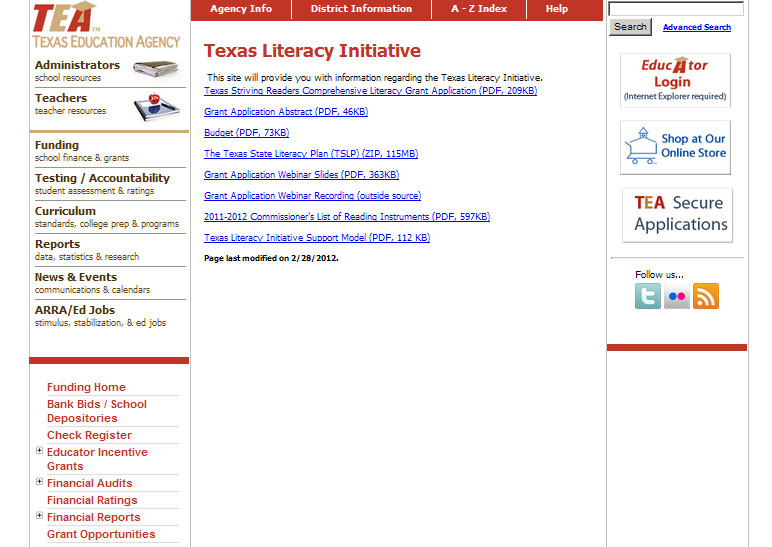 TEA™
TEXAS EDUCATION AGENCY
Administrators
school resources
Teachers
teacher resources
Funding
school finance & grants
Testing / Accountability
student assessment & ratings
Curriculum
standards, college prep & programs
Reports
data, statistics & research
News & Events
communications & calendars
ARRA/Ed Jobs
stimulus, stabilization, & ed jobs
Funding Home
Bank Bids / School
Depositories
Check Register
Educator Incentive
Grants
Financial Audits
Financial Ratings
Financial Reports
Grant Opportunities
Agency Info
District Information
A - Z Index
Help
Texas Literacy Initiative
This site will provide you with information regarding the Texas Literacy Initiative.
Texas Striving Readers Comprehensive Literacy Grant Application (PDF, 209KB)
Grant Application Abstract (PDF, 46KB)
Budget (PDF, 73KB)
The Texas State Literacy Plan (TSLP) (ZIP, 115MB)
Grant Application Webinar Slides (PDF, 363KB)
Grant Application Webinar Recording (outside source)
2011-2012 Commissioner's List of Reading Instruments (PDF, 597KB)
Texas Literacy Initiative Support Model (PDF, 112 KB)
Page last modified on 2/28/2012.
Search
Advanced Search
EducAtor
Login
(Internet Explorer required)
Shop at Our
Online Store
TEA Secure
Applications
Follow us...